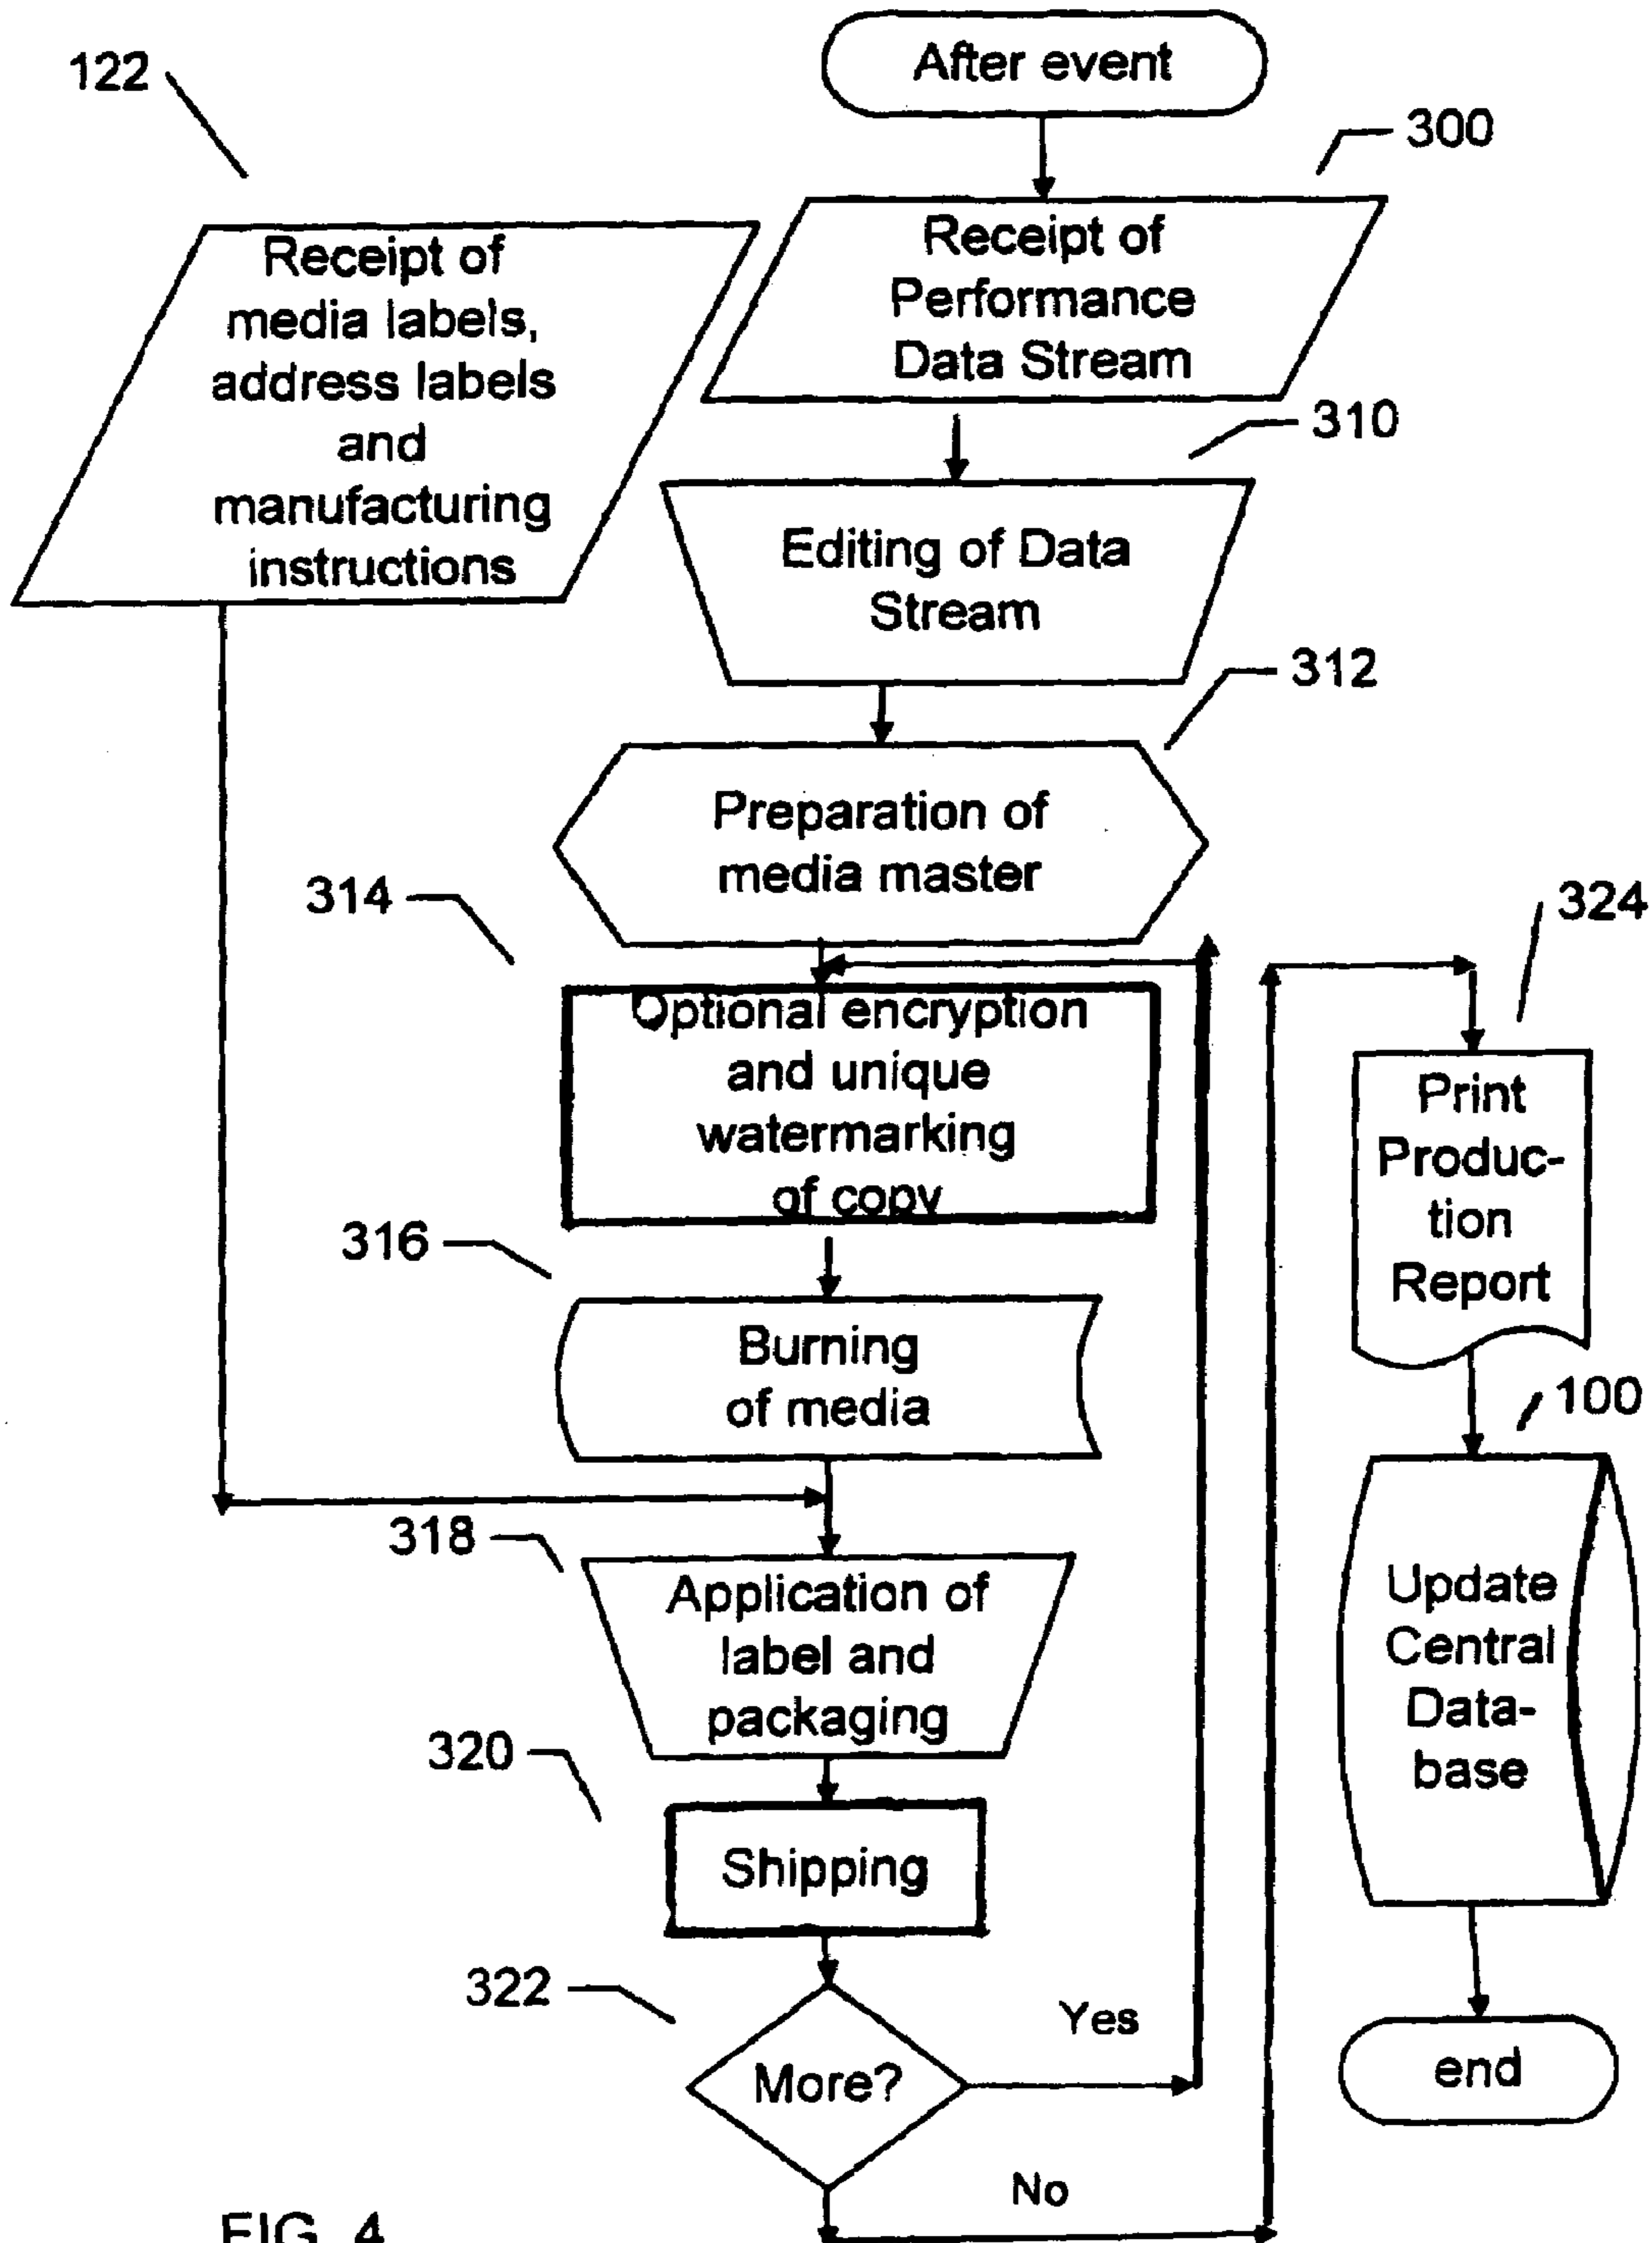 After event
122
300
Receipt of
Performance
Data Stream
Receipt of
media labels,
address labels
and
manufacturing
instructions
310
Editing of Data
Stream
312
Preparation of
media master
314
Optional encryption
and unique
watermarking
of copy
316
Burning
of media
318
Application of
label and
packaging
320
Shipping
322
More?
Yes
No
324
Print
Produc-
tion
Report
100
Update
Central
Data-
base
end
FIG. 4